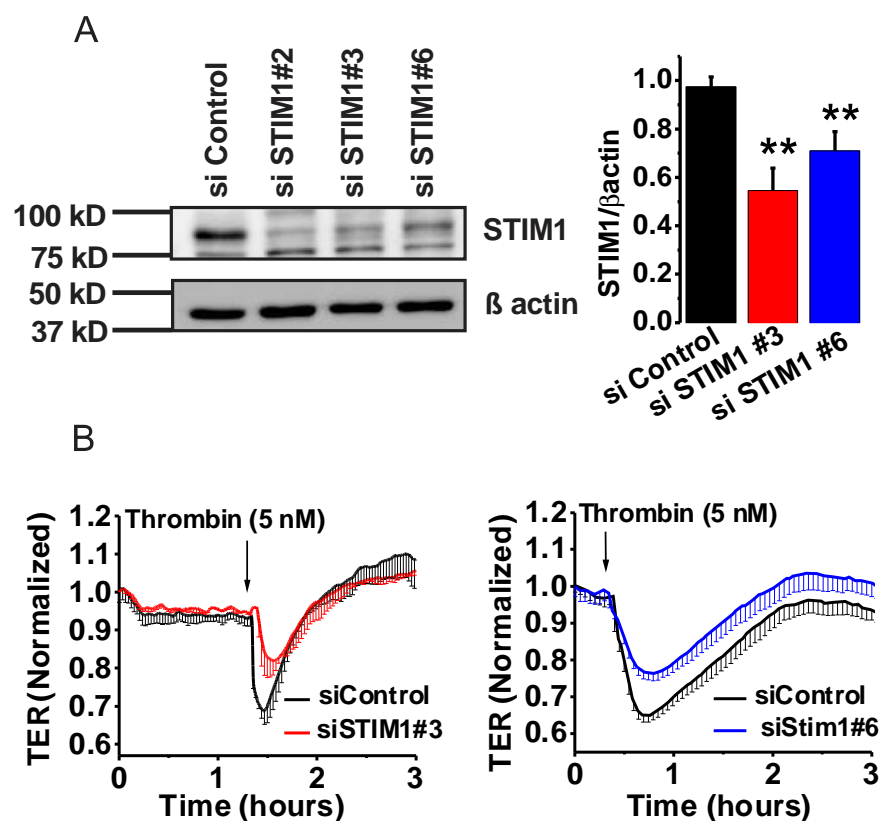 A
si Control
si STIM1#2
si STIM1#3
si STIM1#6
100 kD
75 kD
STIM1
50 kD
37 kD
ß actin
STIM1/βactin
1.0
0.8
0.6
0.4
0.2
0.0
**
**
si Control
si STIM1 #3
si STIM1 #6
B
TER (Normalized)
1.2
1.1
1.0
0.9
0.8
0.7
0.6
Thrombin (5 nM)
siControl
siSTIM1#3
0
1
2
3
Time (hours)
TER (Normalized)
1.2
1.1
1.0
0.9
0.8
0.7
0.6
Thrombin (5 nM)
siControl
siStim1#6
0
1
2
3
Time (hours)